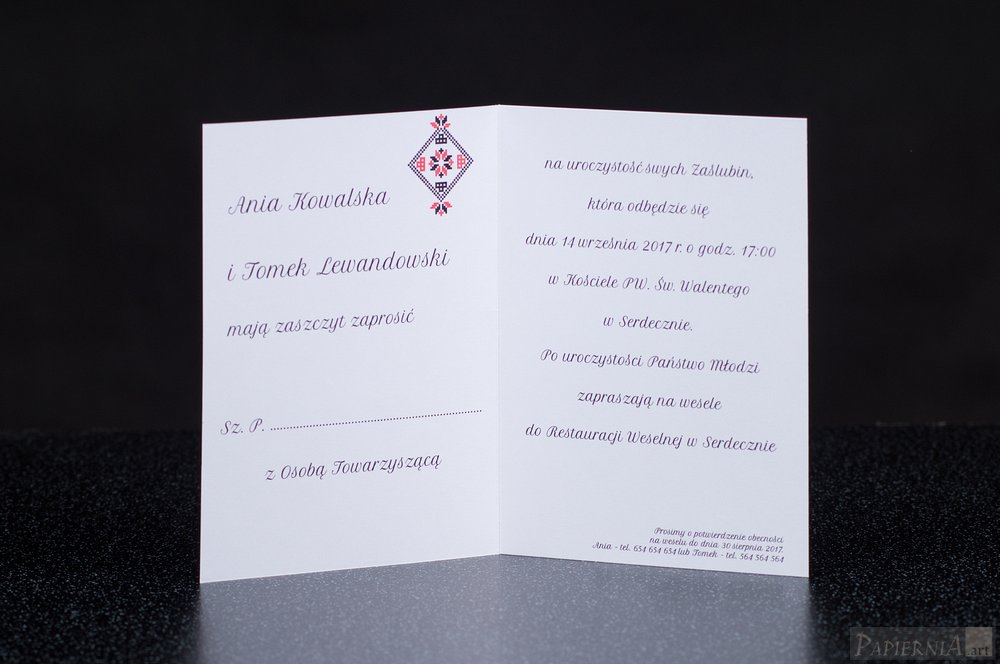 Ania Kowalska
i Tomek Lewandowski
mają zaszczyt zaprosić
Sz. P. ......................................................
z Osobą Towarzyszącą
na uroczystość swych Zaślubin,
która odbędzie się
dnia 14 września 2017 r. o godz. 17:00
w Kościele PW. Św. Walentego
w Serdecznie.
Po uroczystości Państwo Młodzi
zapraszają na wesele
do Restauracji Weselnej w Serdecznie
Prosimy o potwierdzenie obecności
na weselu do dnia 30 sierpnia 2017.
Ania - tel. 654 654 654 lub Tomek - tel. 564 564 564
PAPIERNIA.art